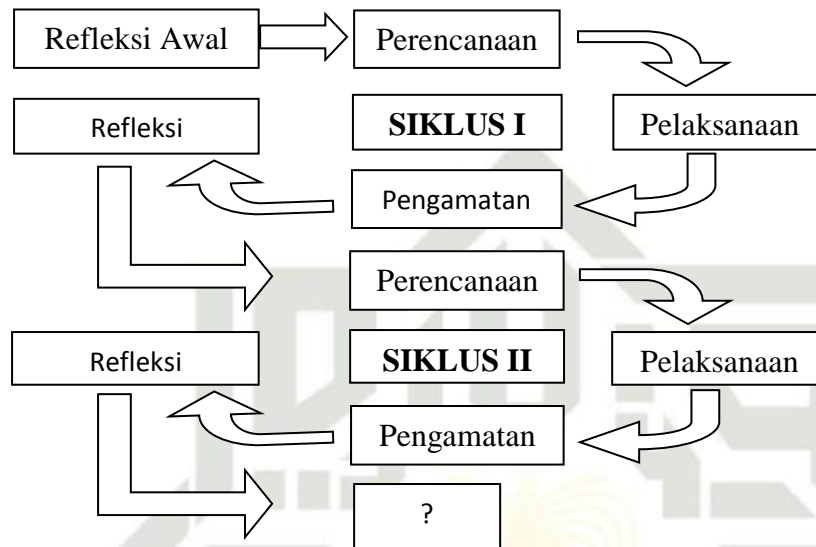 Refleksi Awal
Perencanaan
Refleksi
SIKLUS I
Pelaksanaan
Pengamatan
Perencanaan
Refleksi
SIKLUS II
Pelaksanaan
Pengamatan
?